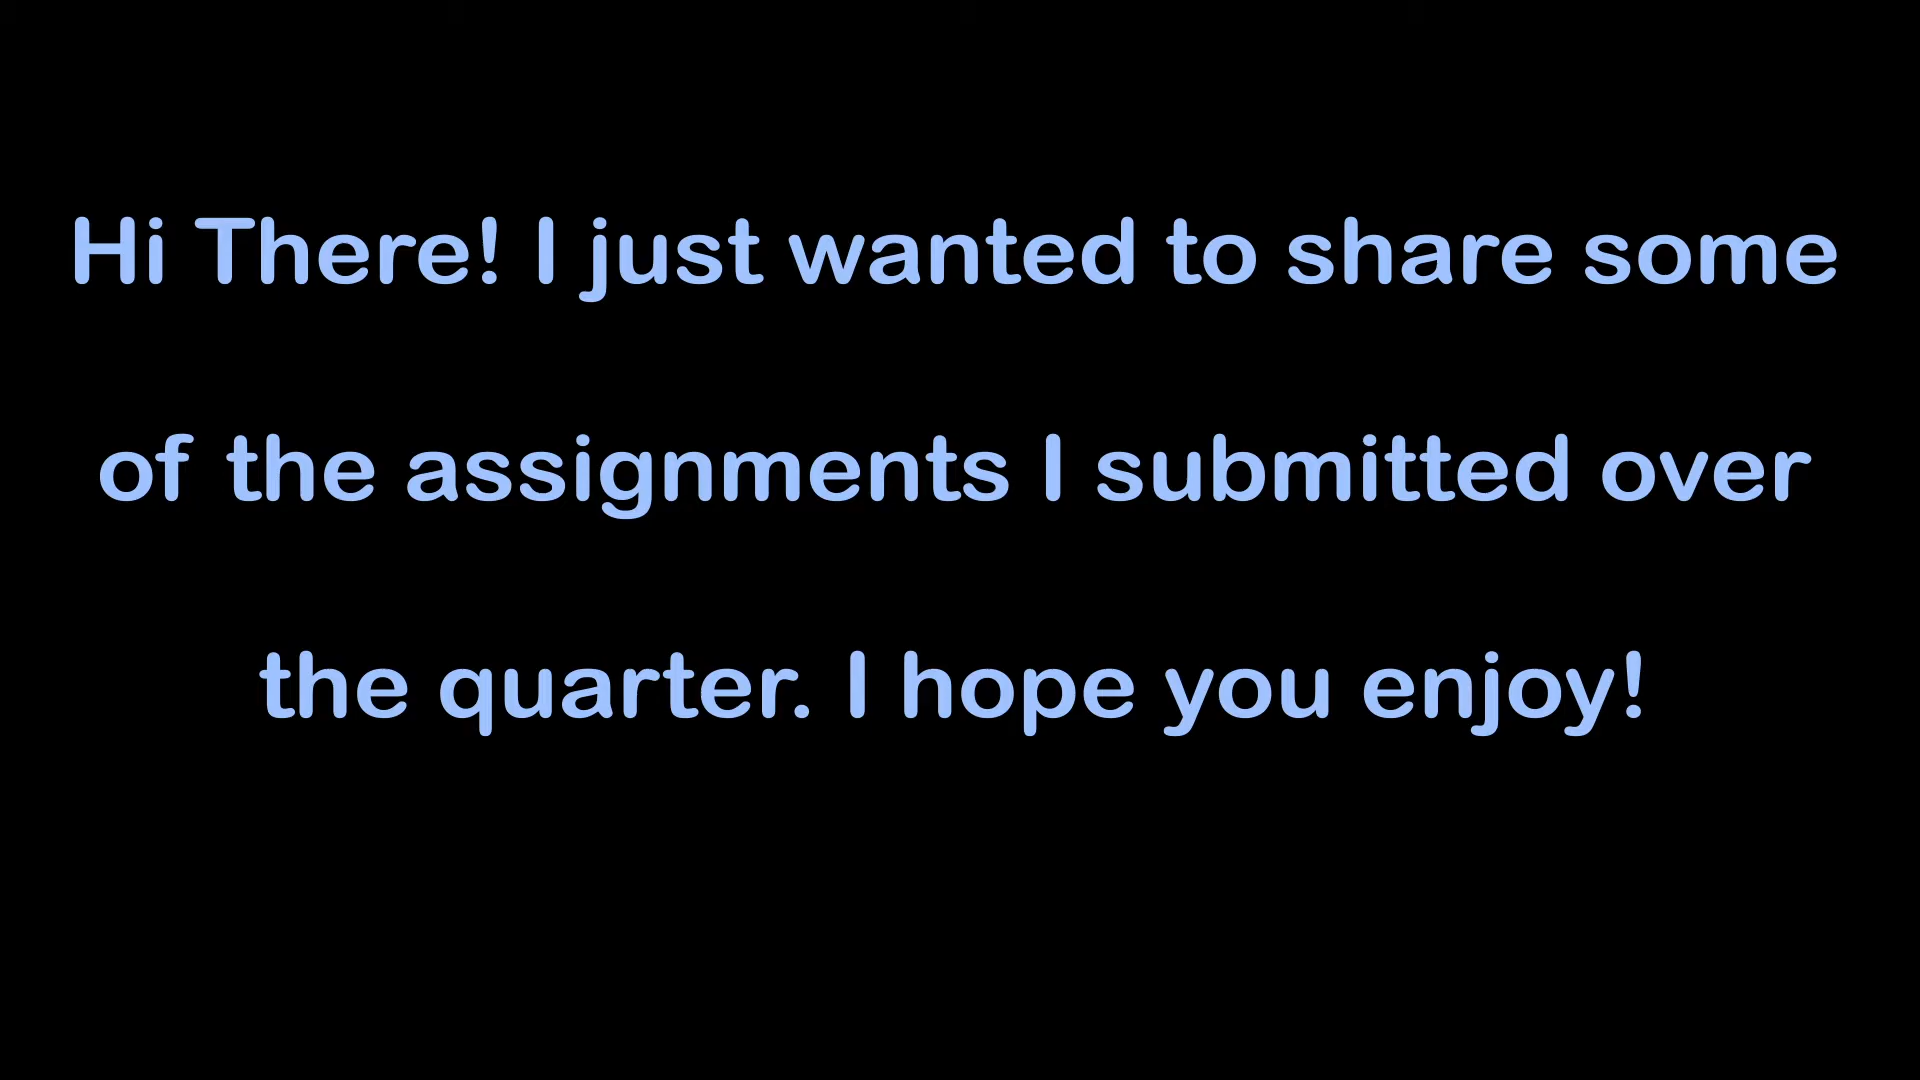 Hi There! I just wanted to share some
of the assignments I submitted over
the quarter. I hope you enjoy!